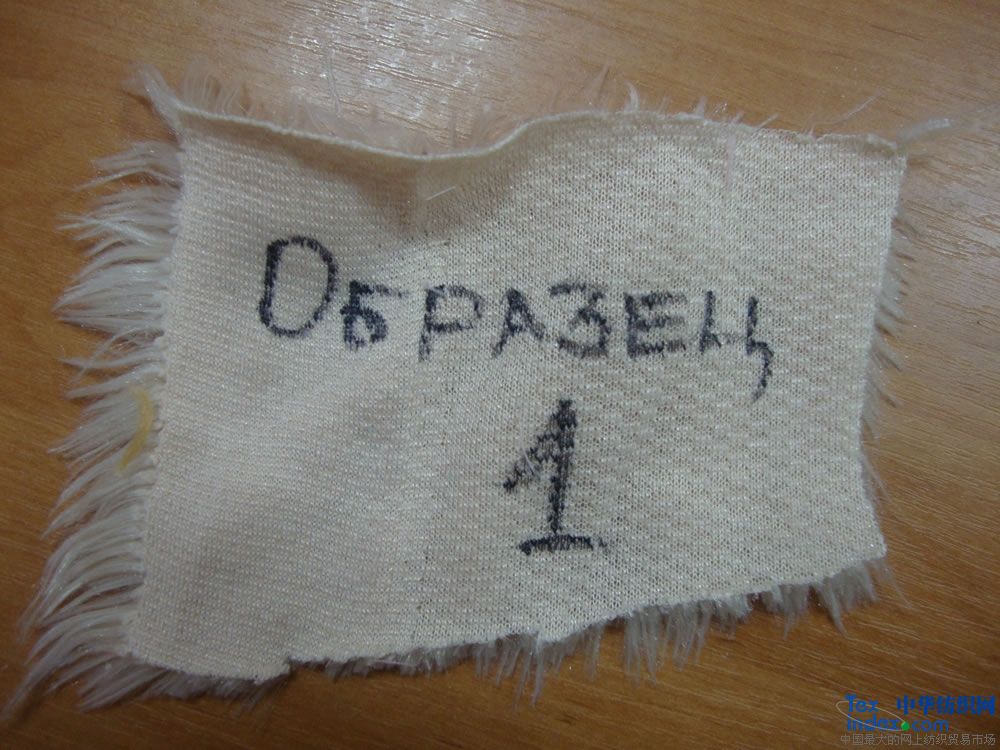 ОБРАЗЕЦ
1
Tex 中华纺织网
index.com
中国最大的网上纺织贸易市场